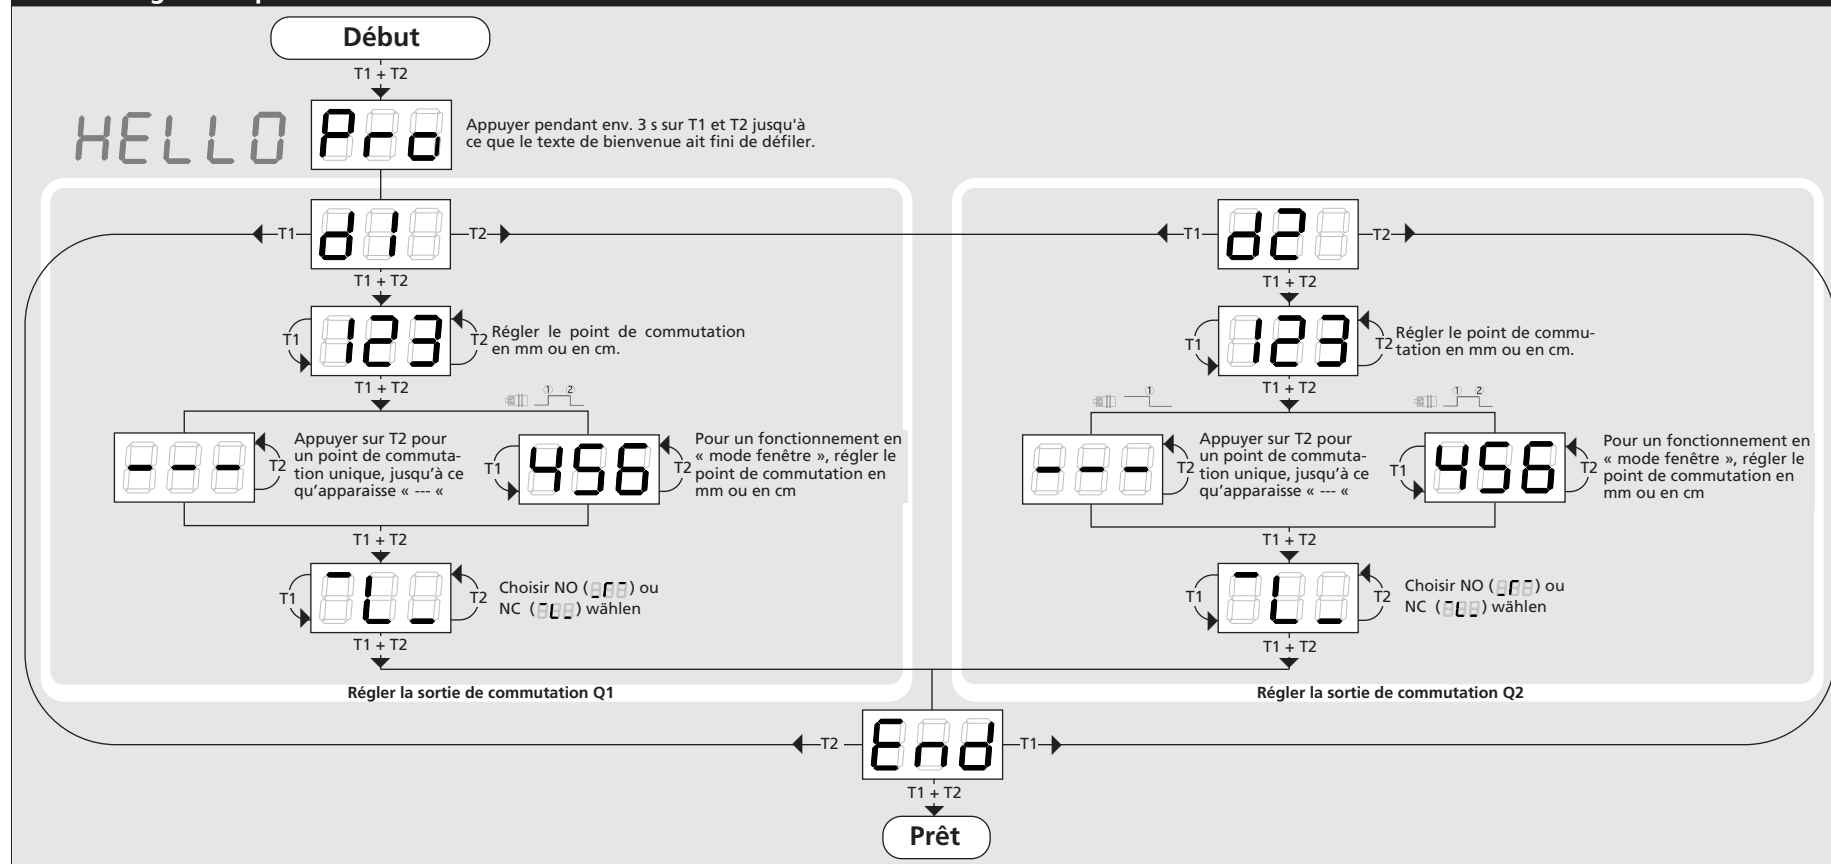 Début
T1 + T2
HELLO
Pro
Appuyer pendant env. 3 s sur T1 et T2 jusqu'à
ce que le texte de bienvenue ait fini de défiler.
T1
d1
T2
T1 + T2
T1
123
T2
Régler le point de commutation
en mm ou en cm.
T1 + T2
① ②
---
T2
Appuyer sur T2 pour
un point de commuta-
tion unique, jusqu'à ce
qu'apparaisse « --- «
T1
456
T2
Pour un fonctionnement en
« mode fenêtre », régler le
point de commutation en
mm ou en cm
T1 + T2
T1
T2
Choisir NO ( ) ou
NC ( ) wählen
T1 + T2
Régler la sortie de commutation Q1
T1
d2
T2
T1 + T2
T1
123
T2
Régler le point de commu-
tation en mm ou en cm.
T1 + T2
①
① ②
---
T2
Appuyer sur T2 pour
un point de commuta-
tion unique, jusqu'à ce
qu'apparaisse « --- «
T1
456
T2
Pour un fonctionnement en
« mode fenêtre », régler le
point de commutation en
mm ou en cm
T1 + T2
T1
T2
Choisir NO ( ) ou
NC ( ) wählen
T1 + T2
Régler la sortie de commutation Q2
T2
End
T1
T1 + T2
Prêt